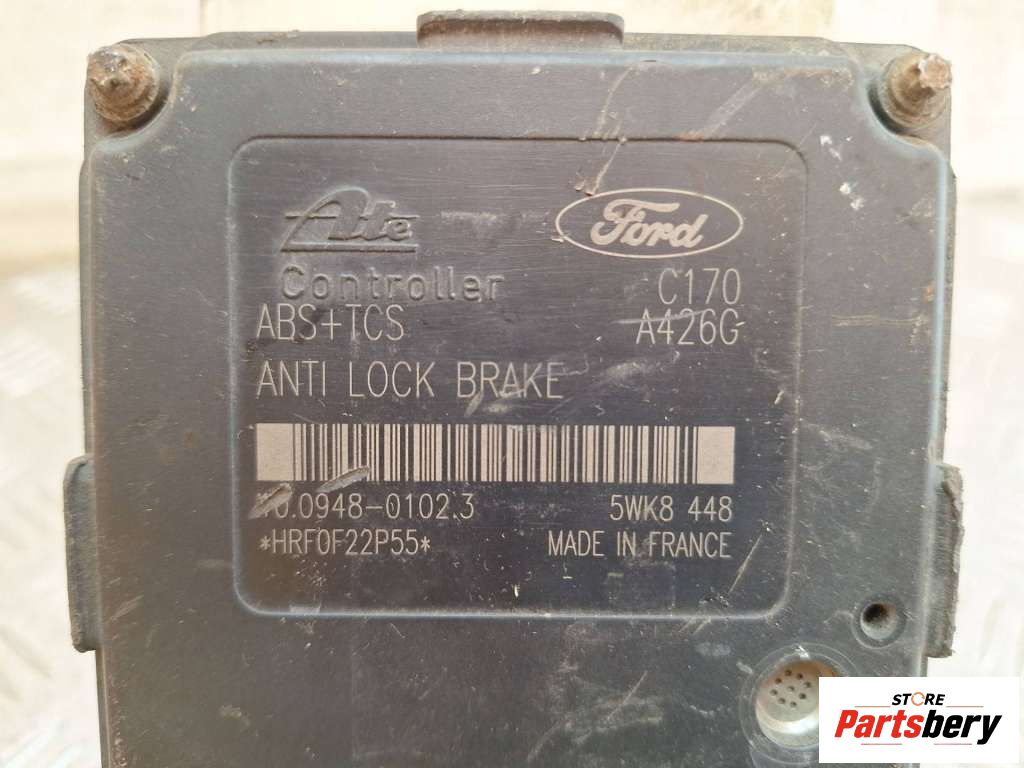 Ate
Ford
Controller
C170
ABS+TCS
A426G
ANTI LOCK BRAKE
.0948-0102.3
5WK8 448
*HRF0F22P55*
MADE IN FRANCE
STORE
Partsbery